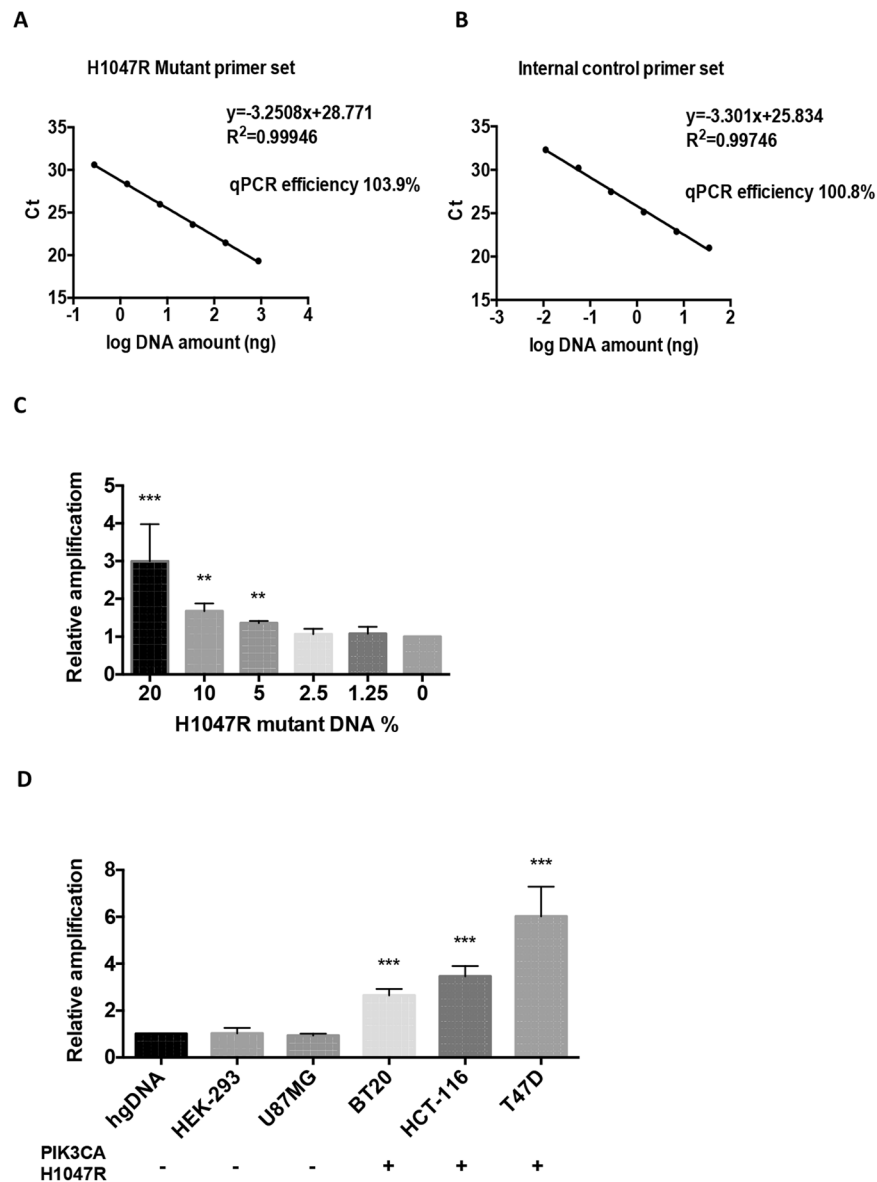 A
H1047R Mutant primer set
y=-3.2508x+28.771
R²=0.99946
qPCR efficiency 103.9%
Ct
35
30
25
20
15
-1 0 1 2 3 4
log DNA amount (ng)
B
Internal control primer set
y=-3.301x+25.834
R²=0.99746
qPCR efficiency 100.8%
35
30
25
20
15
-3 -2 -1 0 1 2
log DNA amount (ng)
C
Relative amplificatiom
5
4
3
2
1
0
*** ** **
20 10 5 2.5 1.25 0
H1047R mutant DNA %
D
Relative amplification
8
6
4
2
0
*** *** ***
hgDNA HEK-293 U87MG BT20 HCT-116 T47D
PIK3CA
H1047R - - - + + +